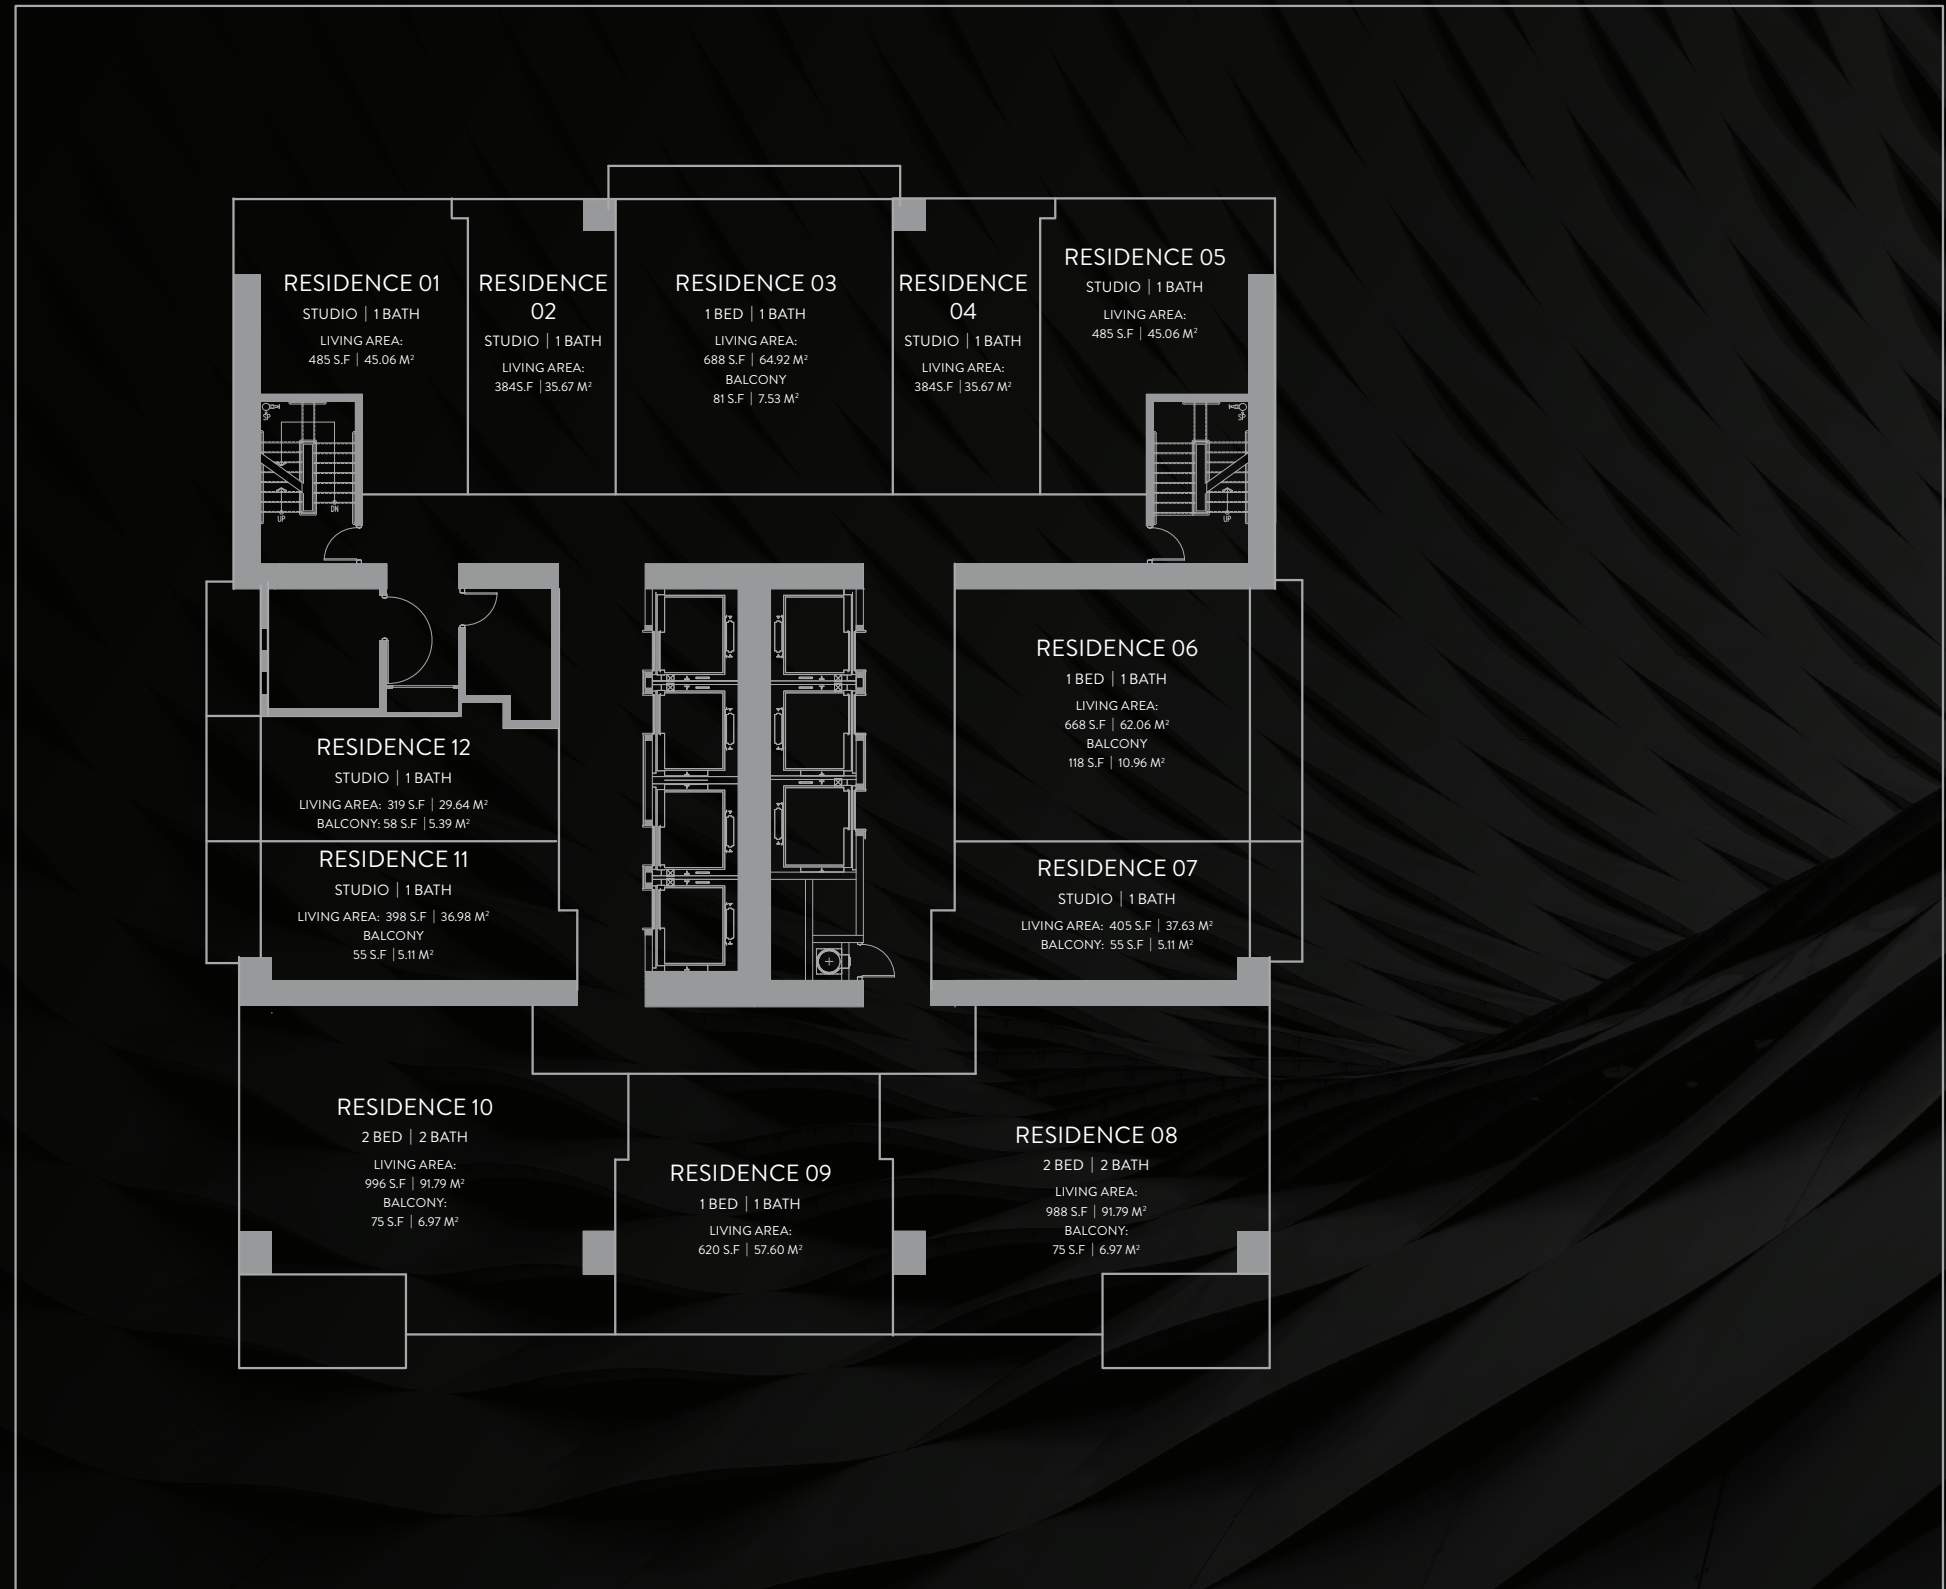 RESIDENCE 01
STUDIO | 1 BATH
LIVING AREA:
485 S.F | 45.06 M²
RESIDENCE
02
STUDIO | 1 BATH
LIVING AREA:
384S.F | 35.67 M²
RESIDENCE 03
1 BED | 1 BATH
LIVING AREA:
688 S.F | 64.92 M²
BALCONY
81 S.F | 7.53 M²
RESIDENCE
04
STUDIO | 1 BATH
LIVING AREA:
384S.F | 35.67 M²
RESIDENCE 05
STUDIO | 1 BATH
LIVING AREA:
485 S.F | 45.06 M²
SP
UP
DN
SP
UP
RESIDENCE 06
1 BED | 1 BATH
LIVING AREA:
668 S.F | 62.06 M²
BALCONY
118 S.F | 10.96 M²
RESIDENCE 12
STUDIO | 1 BATH
LIVING AREA: 319 S.F | 29.64 M²
BALCONY: 58 S.F | 5.39 M²
RESIDENCE 11
STUDIO | 1 BATH
LIVING AREA: 398 S.F | 36.98 M²
BALCONY
55 S.F | 5.11 M²
RESIDENCE 07
STUDIO | 1 BATH
LIVING AREA: 405 S.F | 37.63 M²
BALCONY: 55 S.F | 5.11 M²
RESIDENCE 10
2 BED | 2 BATH
LIVING AREA:
996 S.F | 91.79 M²
BALCONY:
75 S.F | 6.97 M²
RESIDENCE 09
1 BED | 1 BATH
LIVING AREA:
620 S.F | 57.60 M²
RESIDENCE 08
2 BED | 2 BATH
LIVING AREA:
988 S.F | 91.79 M²
BALCONY:
75 S.F | 6.97 M²